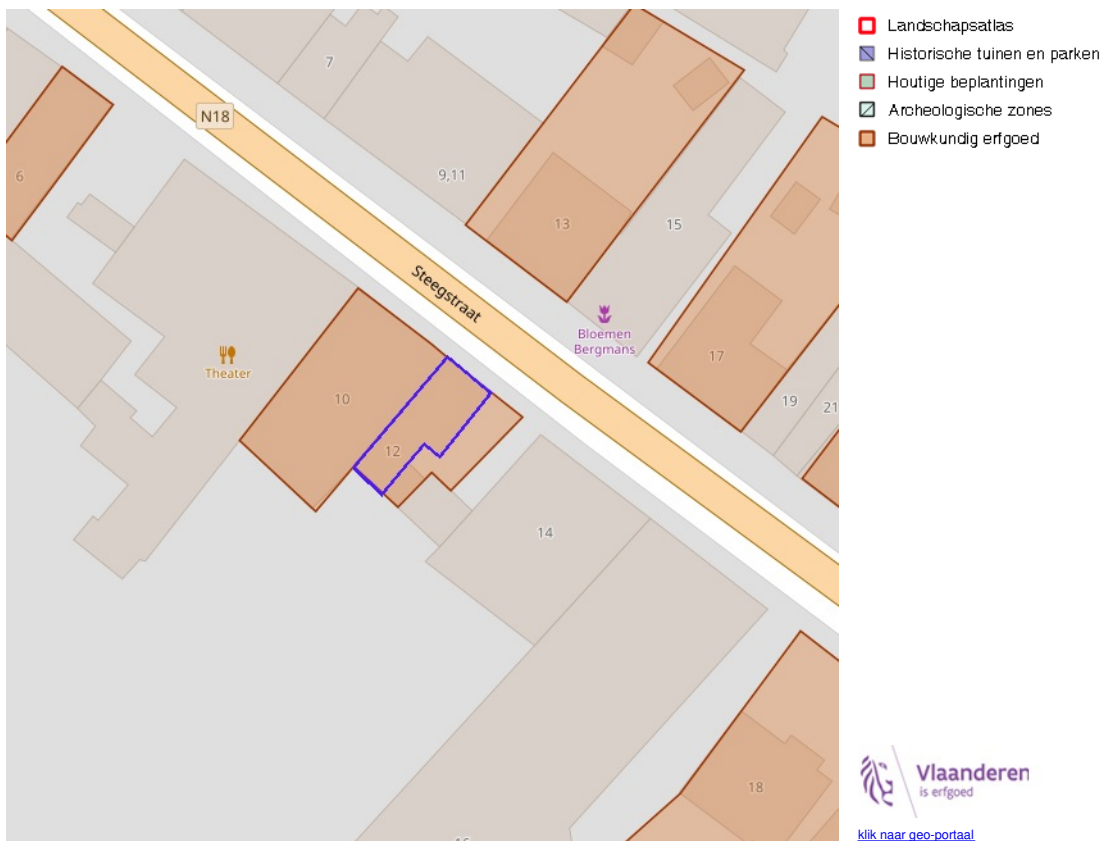 7
N18
6
9,11
13
15
Steegstraat
Bloemen
Bergmans
Theater
17
10
19
21
12
14
18
Landschapsatlas
Historische tuinen en parken
Houtige beplantingen
Archeologische zones
Bouwkundig erfgoed
Vlaanderen
is erfgoed
klik naar geo-portaal